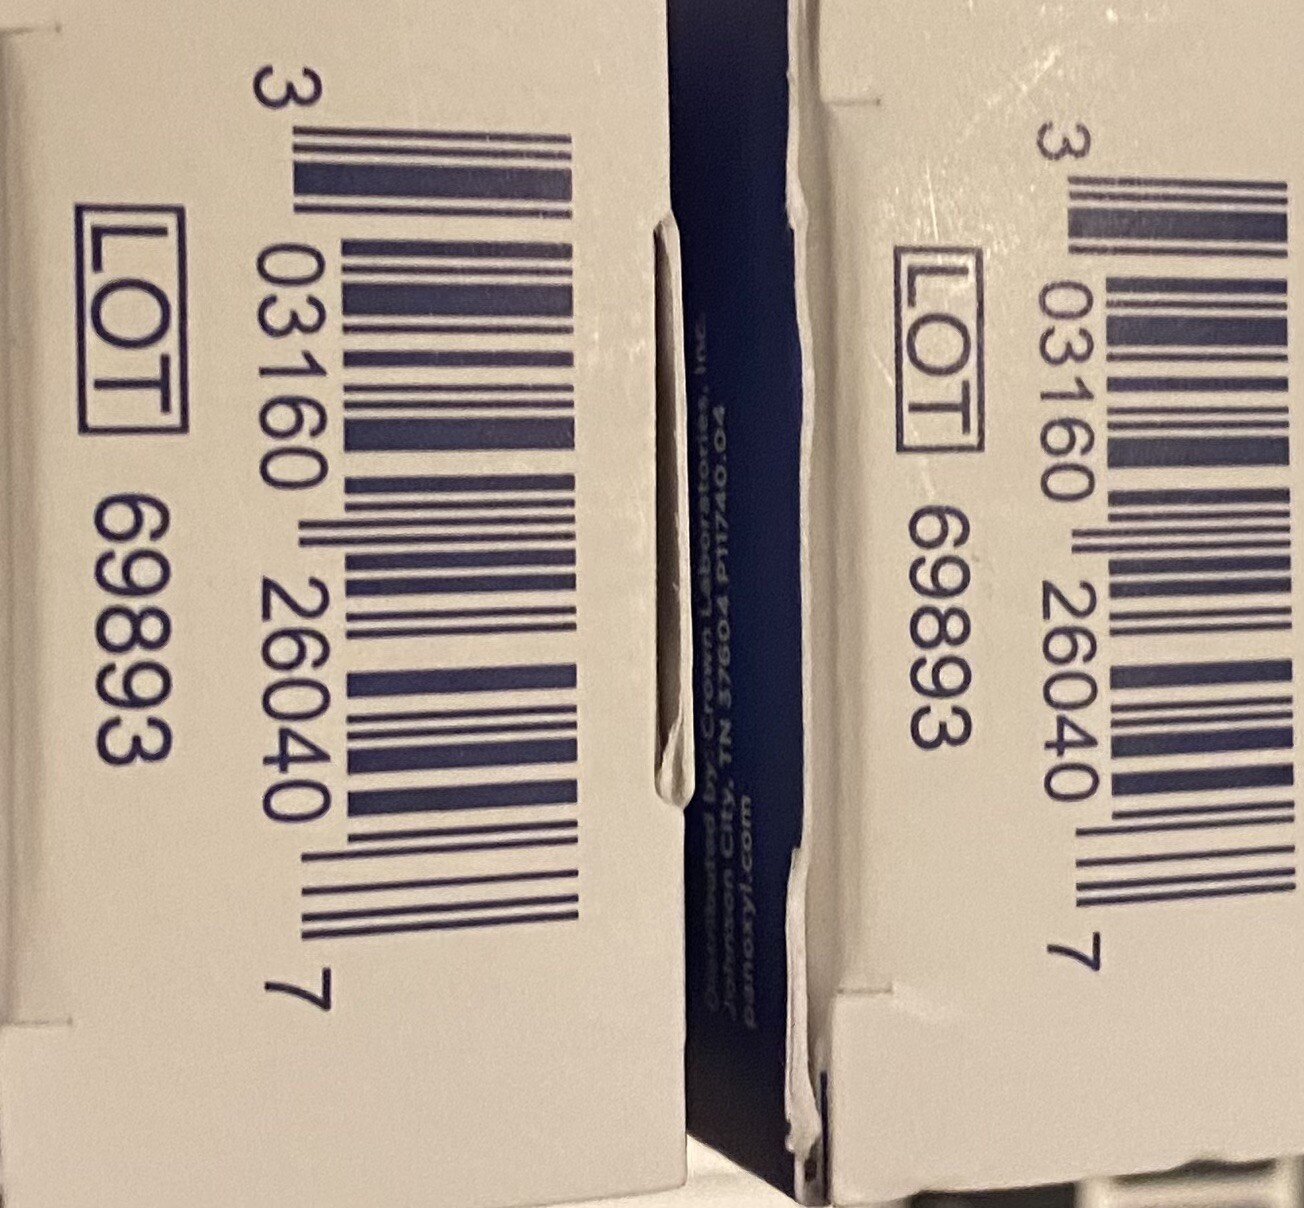 3 03160 26040 7
LOT 69893
Distributed by: Crown Laboratories, Inc.
Johnson City, TN 37604 P11740.04
panoxyl.com
3 03160 26040 7
LOT 69893